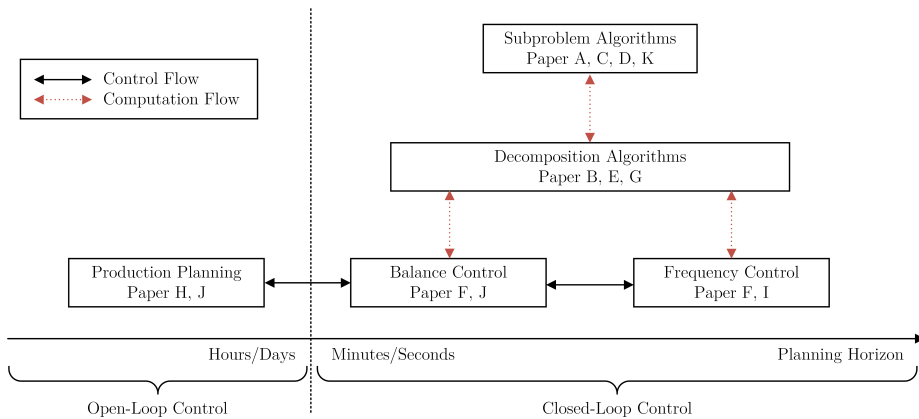 Subproblem Algorithms
Paper A, C, D, K
Control Flow
Computation Flow
Decomposition Algorithms
Paper B, E, G
Production Planning
Paper H, J
Balance Control
Paper F, J
Frequency Control
Paper F, I
Hours/Days
Minutes/Seconds
Planning Horizon
Open-Loop Control
Closed-Loop Control